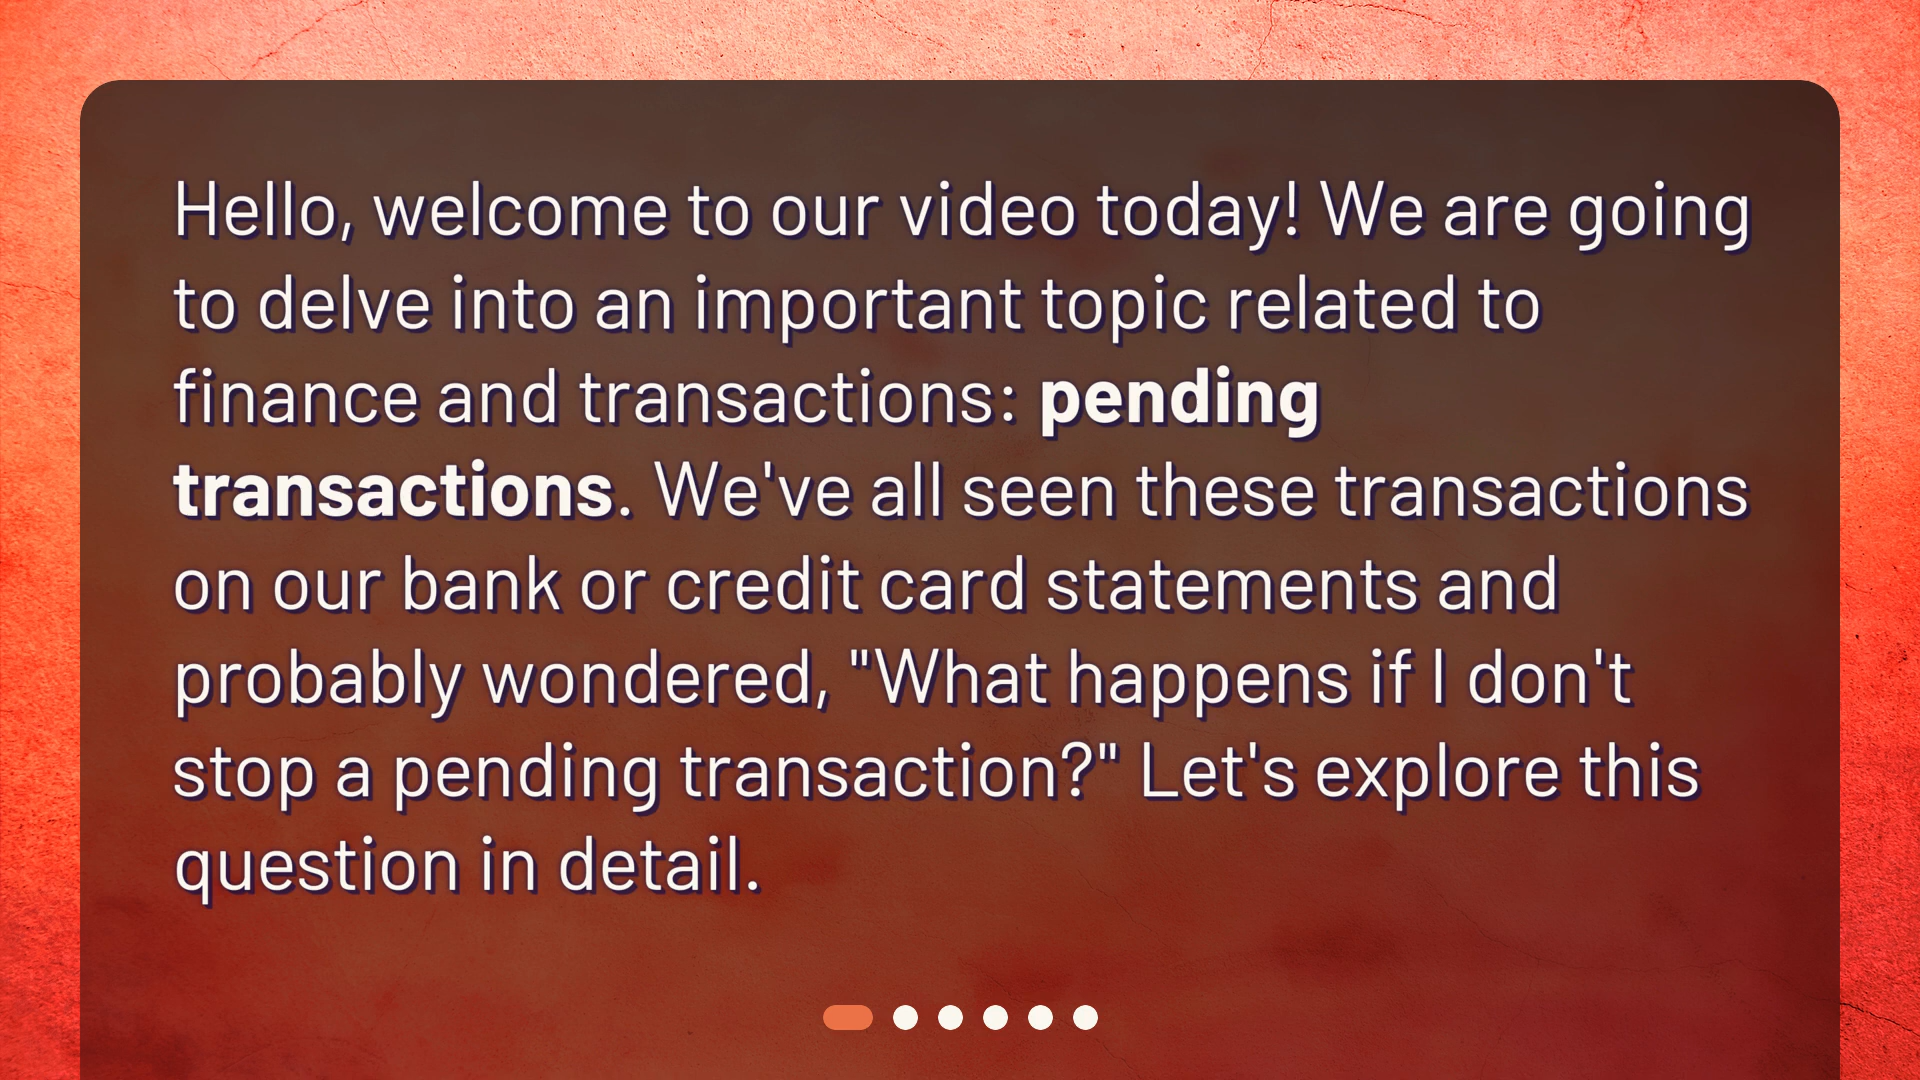 Hello, welcome to our video today! We are going
to delve into an important topic related to
finance and transactions: pending
transactions. We've all seen these transactions
on our bank or credit card statements and
probably wondered, "What happens if I don't
stop a pending transaction?" Let's explore this
question in detail.